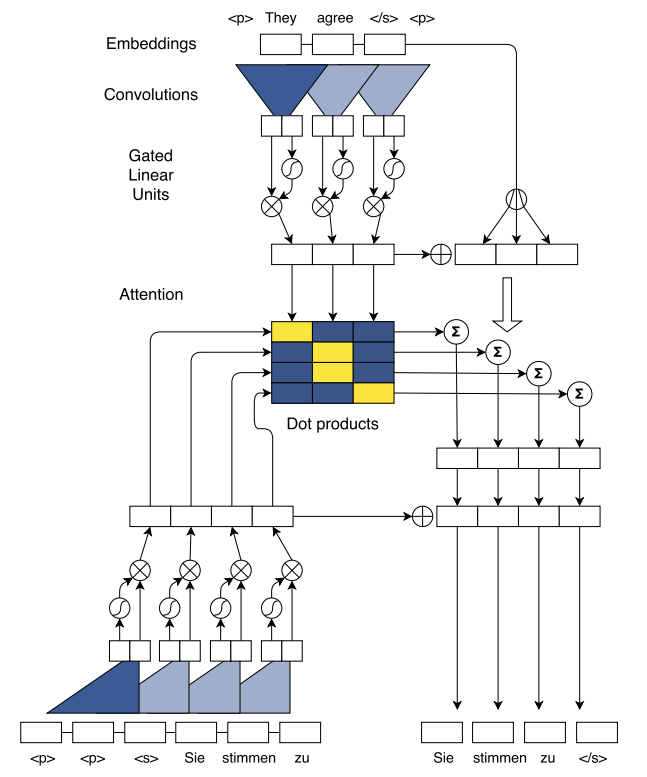 <p> They agree </s> <p>
Embeddings
Convolutions
Gated
Linear
Units
Attention
Σ
Σ
Σ
Σ
Dot products
<p> <p> <s> Sie stimmen zu
Sie stimmen zu </s>